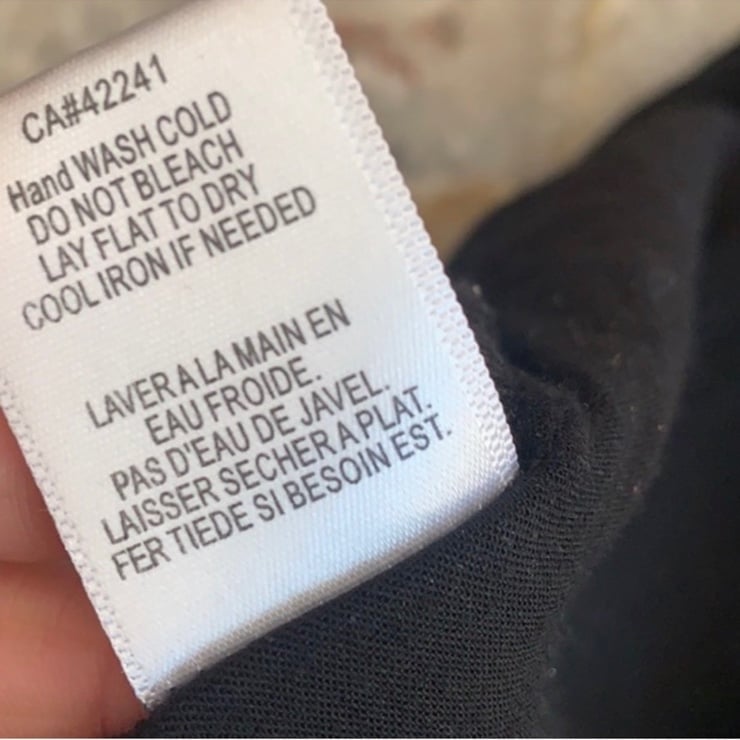 CA#42241
Hand WASH COLD
DO NOT BLEACH
LAY FLAT TO DRY
COOL IRON IF NEEDED
LAVER A LA MAIN EN
EAU FROIDE.
PAS D'EAU DE JAVEL.
LAISSER SECHER A PLAT.
FER TIEDE SI BESOIN EST.